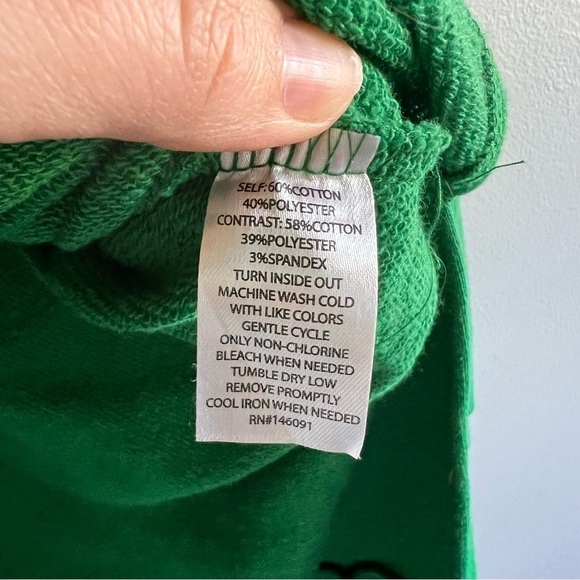 SELF: 60%COTTON
40%POLYESTER
CONTRAST: 58%COTTON
39%POLYESTER
3%SPANDEX
TURN INSIDE OUT
MACHINE WASH COLD
WITH LIKE COLORS
GENTLE CYCLE
ONLY NON-CHLORINE
BLEACH WHEN NEEDED
TUMBLE DRY LOW
REMOVE PROMPTLY
COOL IRON WHEN NEEDED
RN#146091